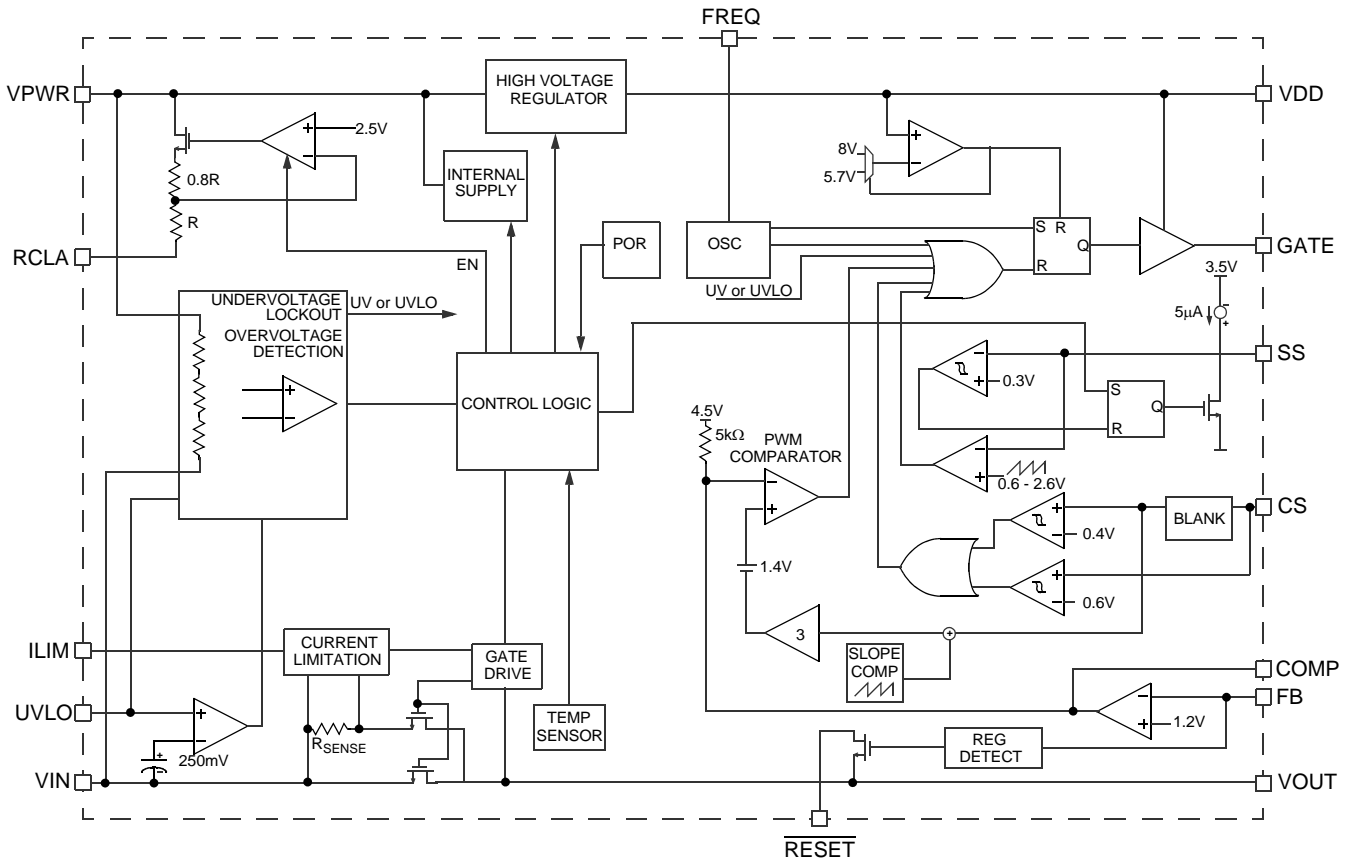 FREQ
VPWR
HIGH VOLTAGE
REGULATOR
VDD
2.5V
+
−
+
−
8V
5.7V
0.8R
INTERNAL
SUPPLY
R
POR
OSC
S R
Q
R
RCLA
EN
GATE
UNDERVOLTAGE
LOCKOUT
UV or UVLO
UV or UVLO
3.5V
OVERVOLTAGE
DETECTION
5µA
−
+
SS
+
−
CONTROL LOGIC
−
+
0.3V
S
Q
R
4.5V
5kΩ
PWM
COMPARATOR
−
+
−
+
0.6 - 2.6V
CS
BLANK
+
−
0.4V
1.4V
+
−
0.6V
3
+
ILIM
CURRENT
LIMITATION
GATE
DRIVE
SLOPE
COMP
COMP
FB
UVLO
+
−
RSENSE
TEMP
SENSOR
−
+
1.2V
REG
DETECT
+
−
250mV
VIN
VOUT
RESET